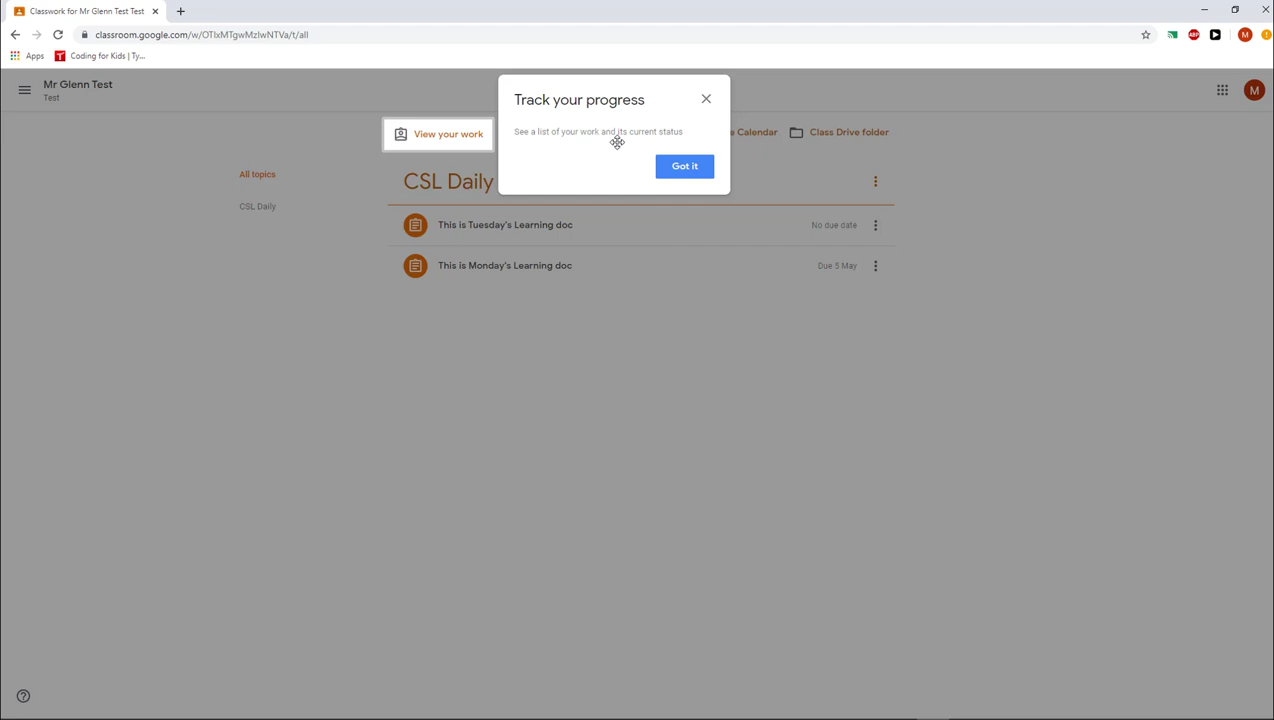 Classwork for Mr Glenn Test Test
classroom.google.com/w/OTIxMTgwMzIwNTVa/t/all
Apps
Coding for Kids | Ty...
M
Mr Glenn Test
Test
M
Track your progress
See a list of your work and its current status
Got it
View your work
e Calendar
Class Drive folder
All topics
CSL Daily
CSL Daily
This is Tuesday's Learning doc
No due date
This is Monday's Learning doc
Due 5 May